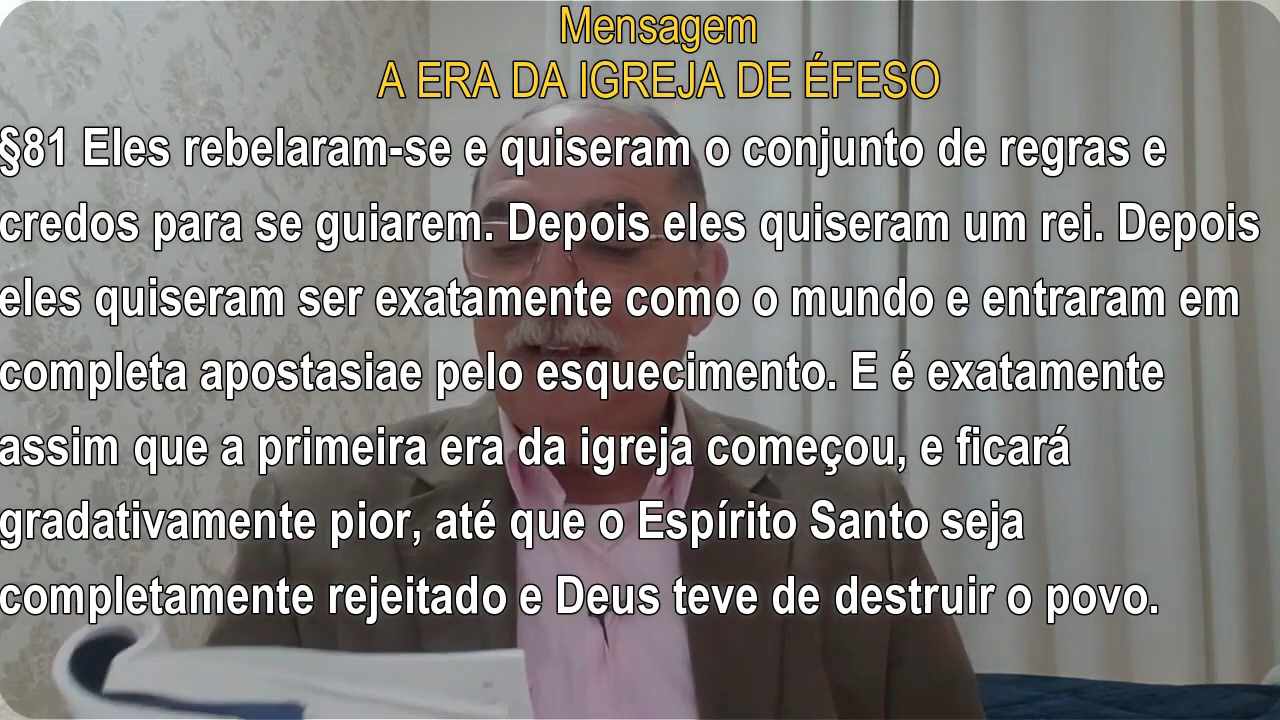 Mensagem
A ERA DA IGREJA DE ÉFESO
§81 Eles rebelaram-se e quiseram o conjunto de regras e
credos para se guiarem. Depois eles quiseram um rei. Depois
eles quiseram ser exatamente como o mundo e entraram em
completa apostasiae pelo esquecimento. E é exatamente
assim que a primeira era da igreja começou, e ficará
gradativamente pior, até que o Espírito Santo seja
completamente rejeitado e Deus teve de destruir o povo.